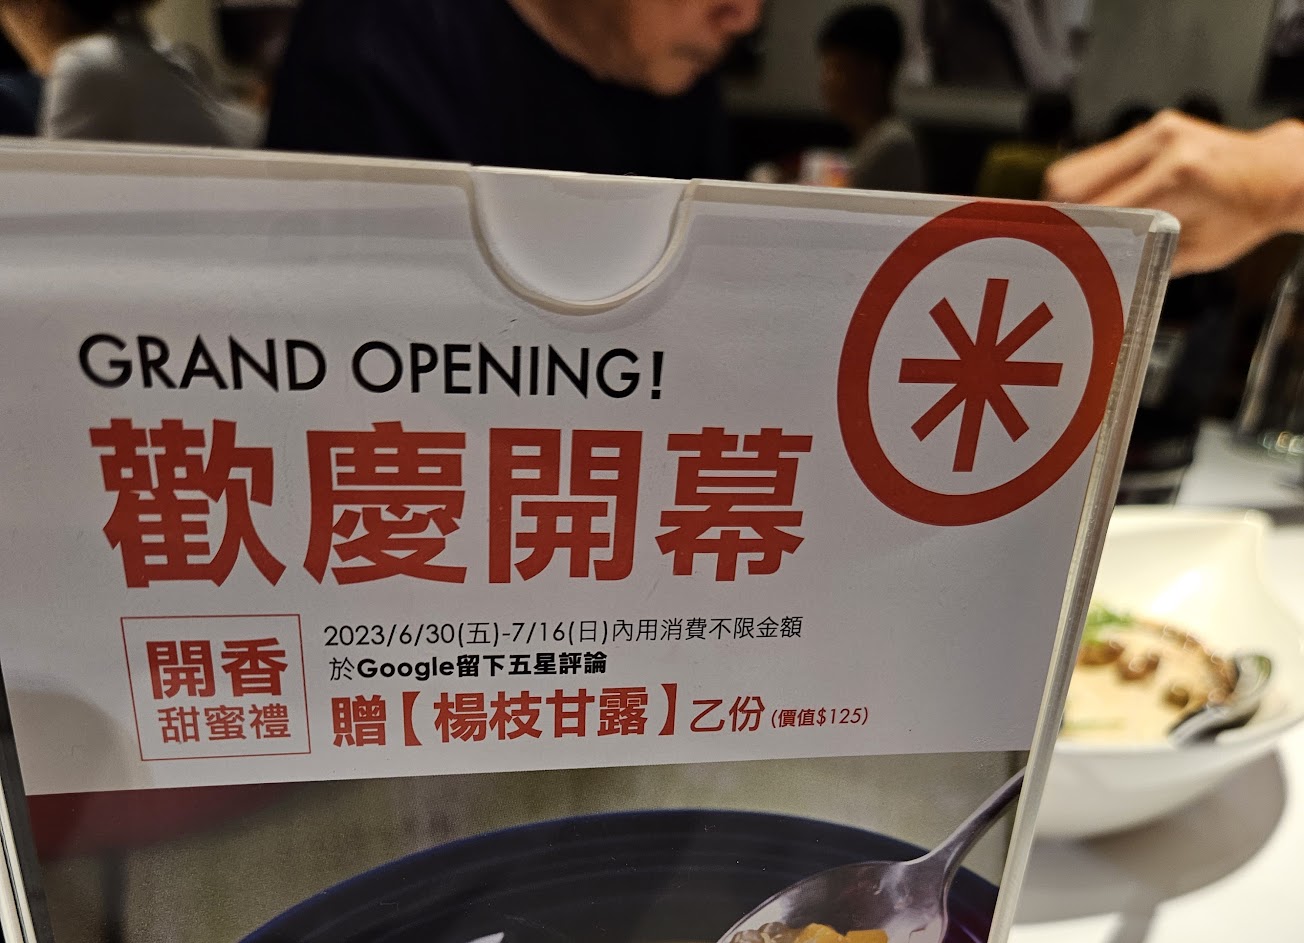 GRAND OPENING!
歡慶開幕
開香
甜蜜禮
2023/6/30(五)-7/16(日)內用消費不限金額
於Google留下五星評論
贈【楊枝甘露】乙份(價值$125)